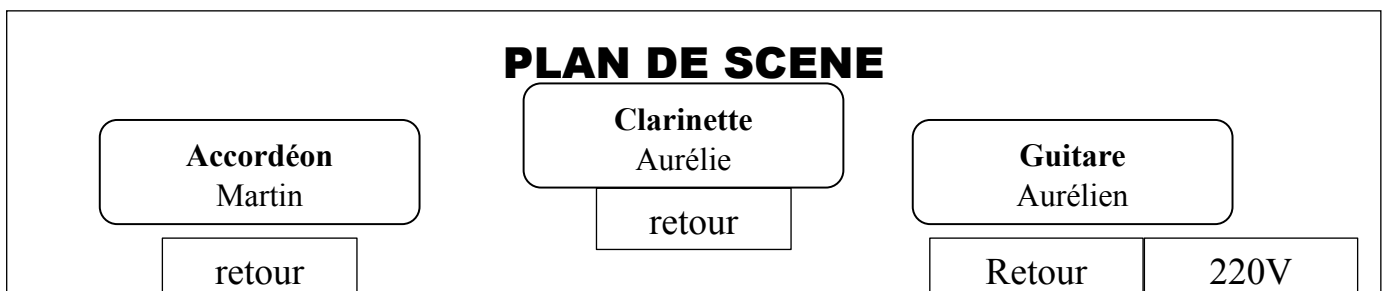 PLAN DE SCENE
Clarinette
Aurélie
Accordéon
Martin
Guitare
Aurélien
retour
retour
Retour
220V